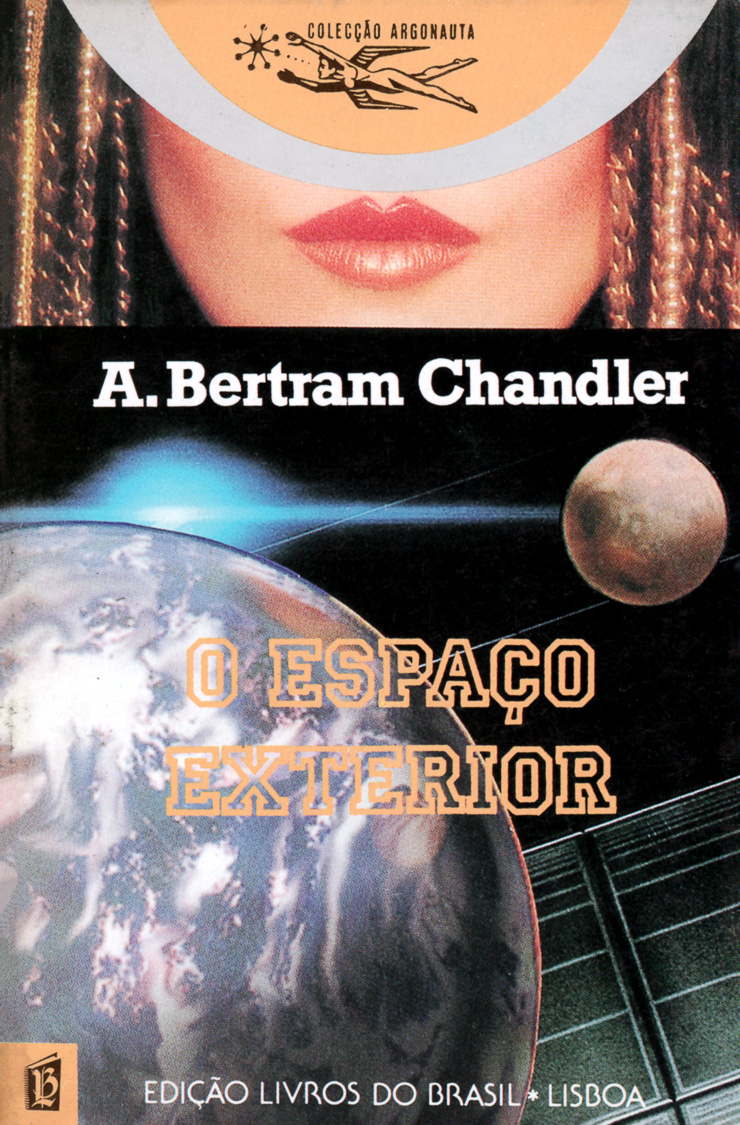 COLECÇÃO ARGONAUTA
A. Bertram Chandler
O ESPAÇO
EXTERIOR
B
EDIÇÃO LIVROS DO BRASIL * LISBOA